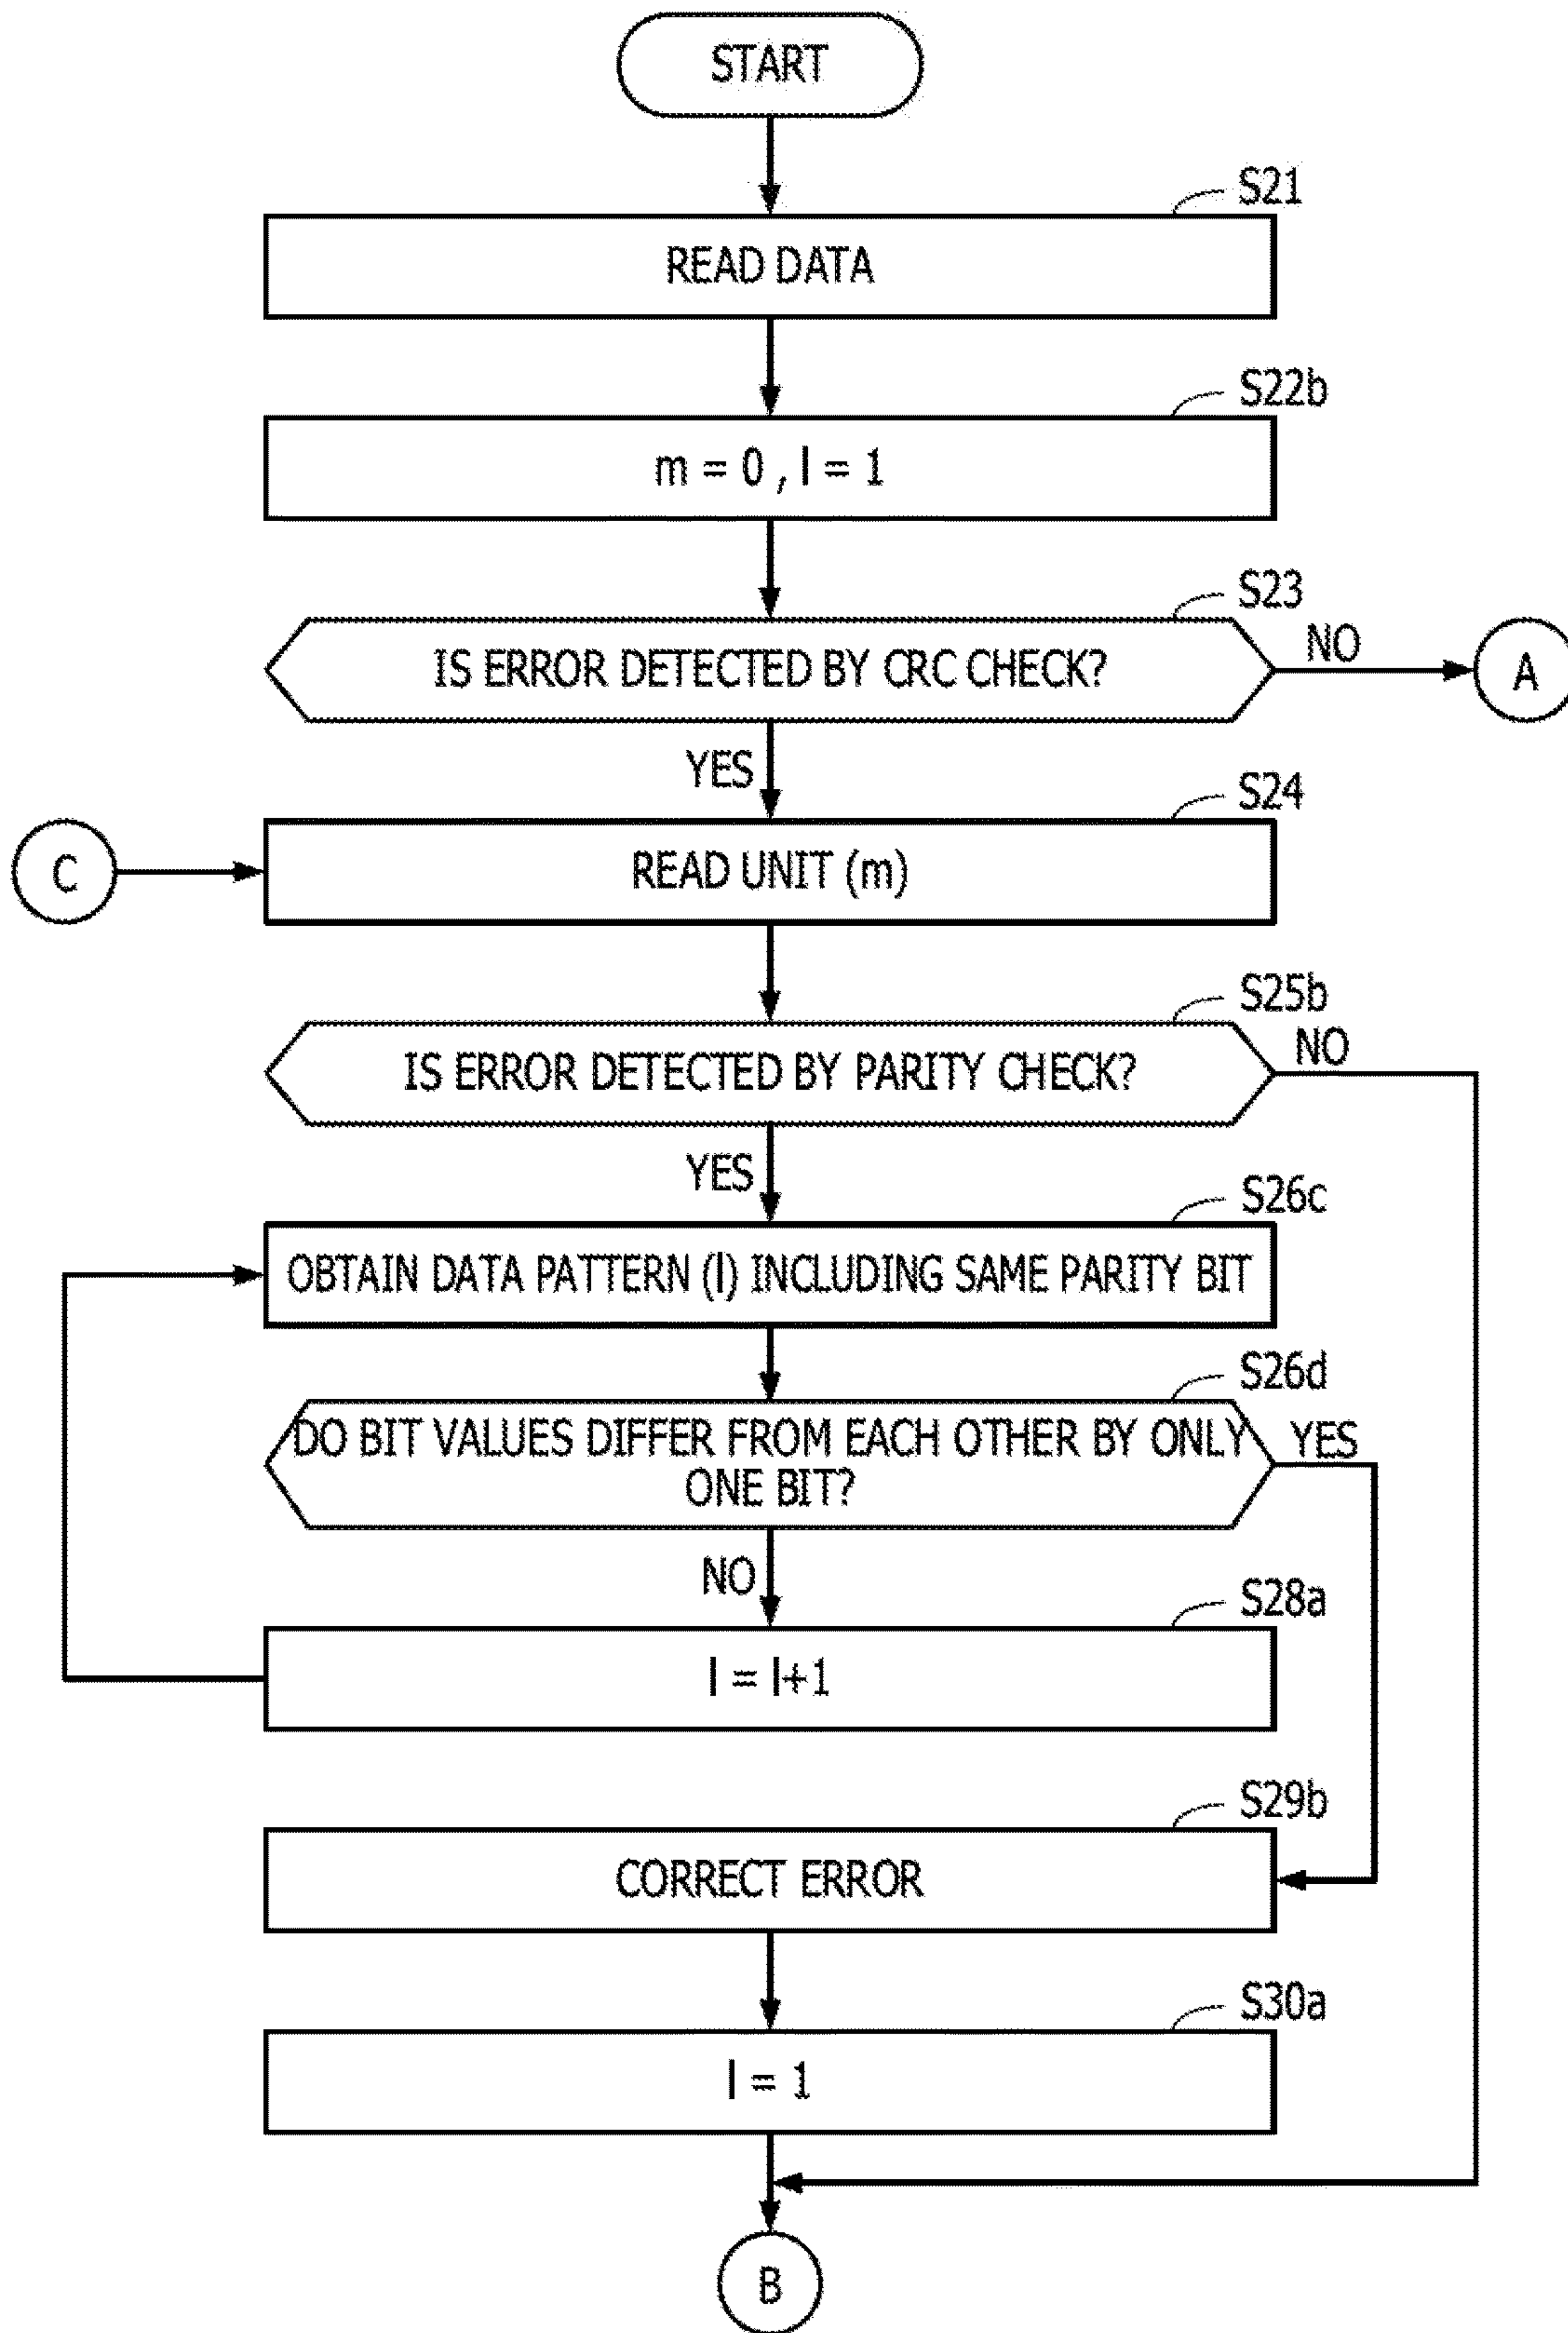 START
S21
READ DATA
S22b
m = 0 , l = 1
S23
IS ERROR DETECTED BY CRC CHECK?
NO
A
YES
S24
C
READ UNIT (m)
S25b
IS ERROR DETECTED BY PARITY CHECK?
NO
YES
S26c
OBTAIN DATA PATTERN (l) INCLUDING SAME PARITY BIT
S26d
DO BIT VALUES DIFFER FROM EACH OTHER BY ONLY
ONE BIT?
YES
NO
S28a
l = l+1
S29b
CORRECT ERROR
S30a
l = 1
B